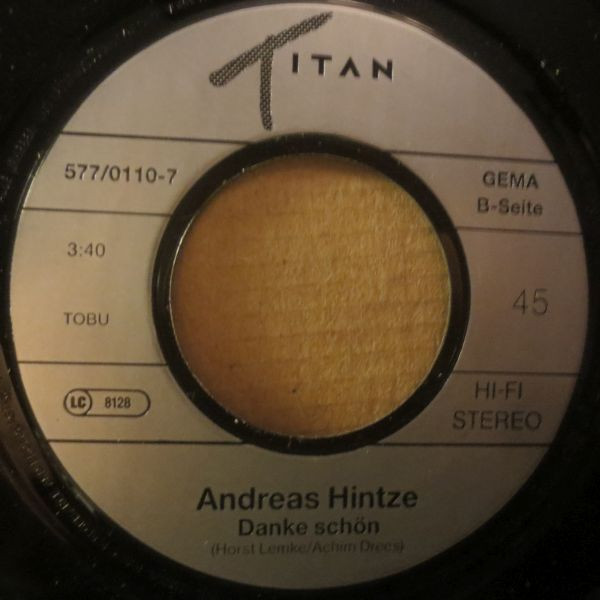 TITAN
577/0110-7
GEMA
B-Seite
3:40
45
TOBU
LC 8128
HI-FI
STEREO
Andreas Hintze
Danke schön
(Horst Lemke/Achim Drees)